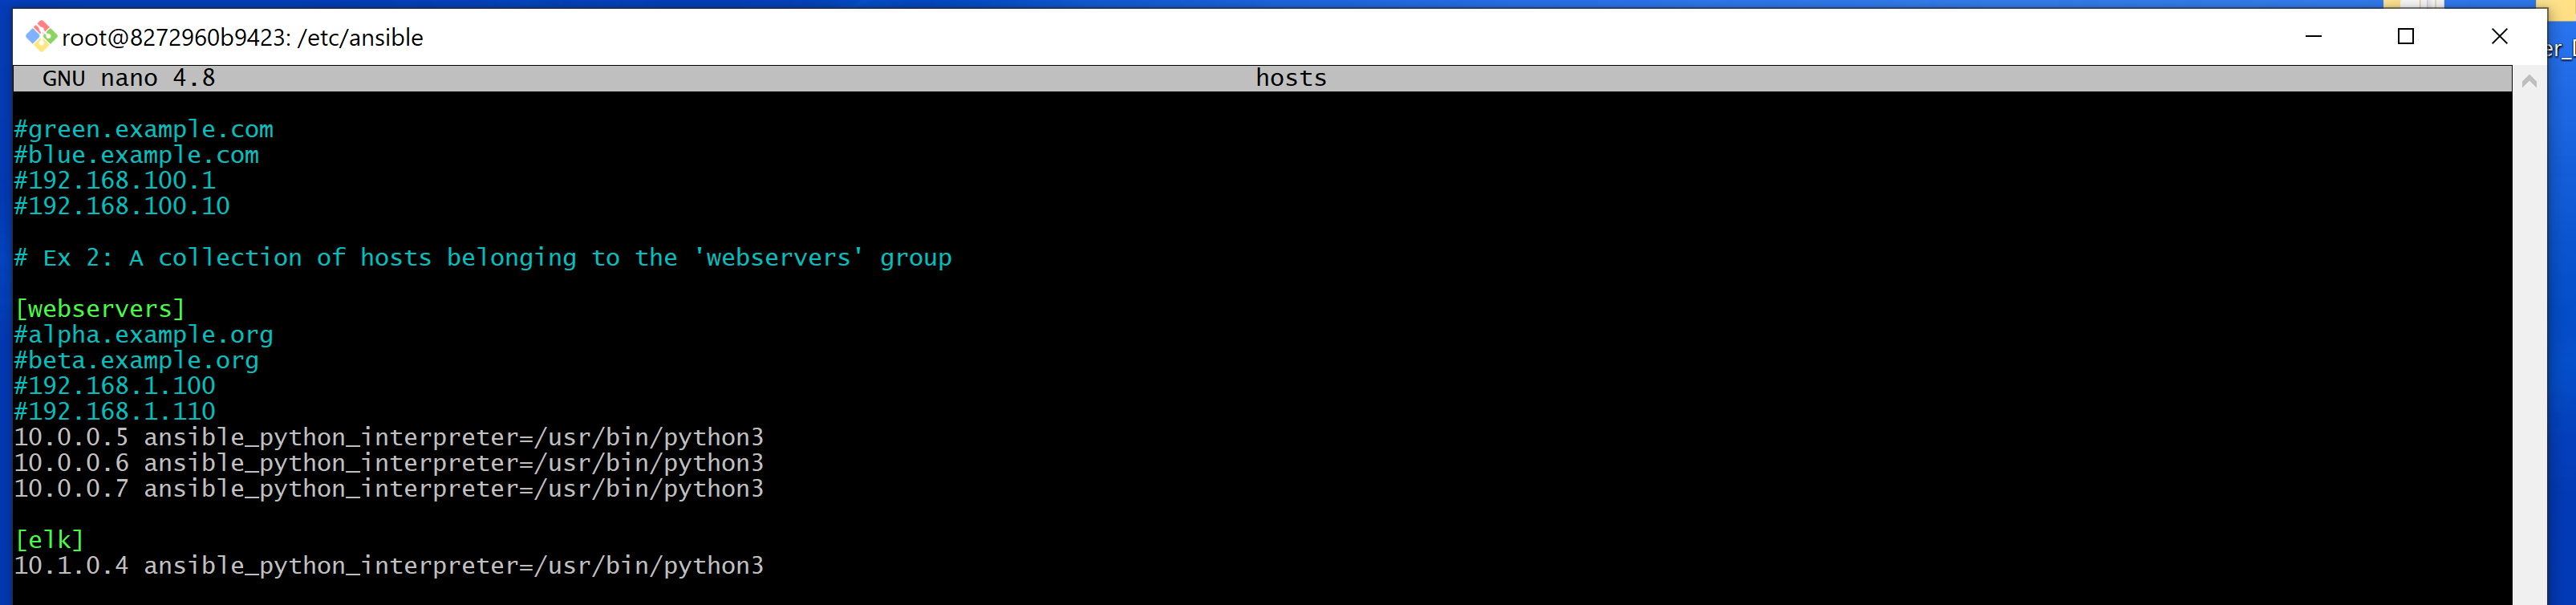 root@8272960b9423: /etc/ansible
GNU nano 4.8 hosts
#green.example.com
#blue.example.com
#192.168.100.1
#192.168.100.10
# Ex 2: A collection of hosts belonging to the 'webservers' group
[webservers]
#alpha.example.org
#beta.example.org
#192.168.1.100
#192.168.1.110
10.0.0.5 ansible_python_interpreter=/usr/bin/python3
10.0.0.6 ansible_python_interpreter=/usr/bin/python3
10.0.0.7 ansible_python_interpreter=/usr/bin/python3
[elk]
10.1.0.4 ansible_python_interpreter=/usr/bin/python3